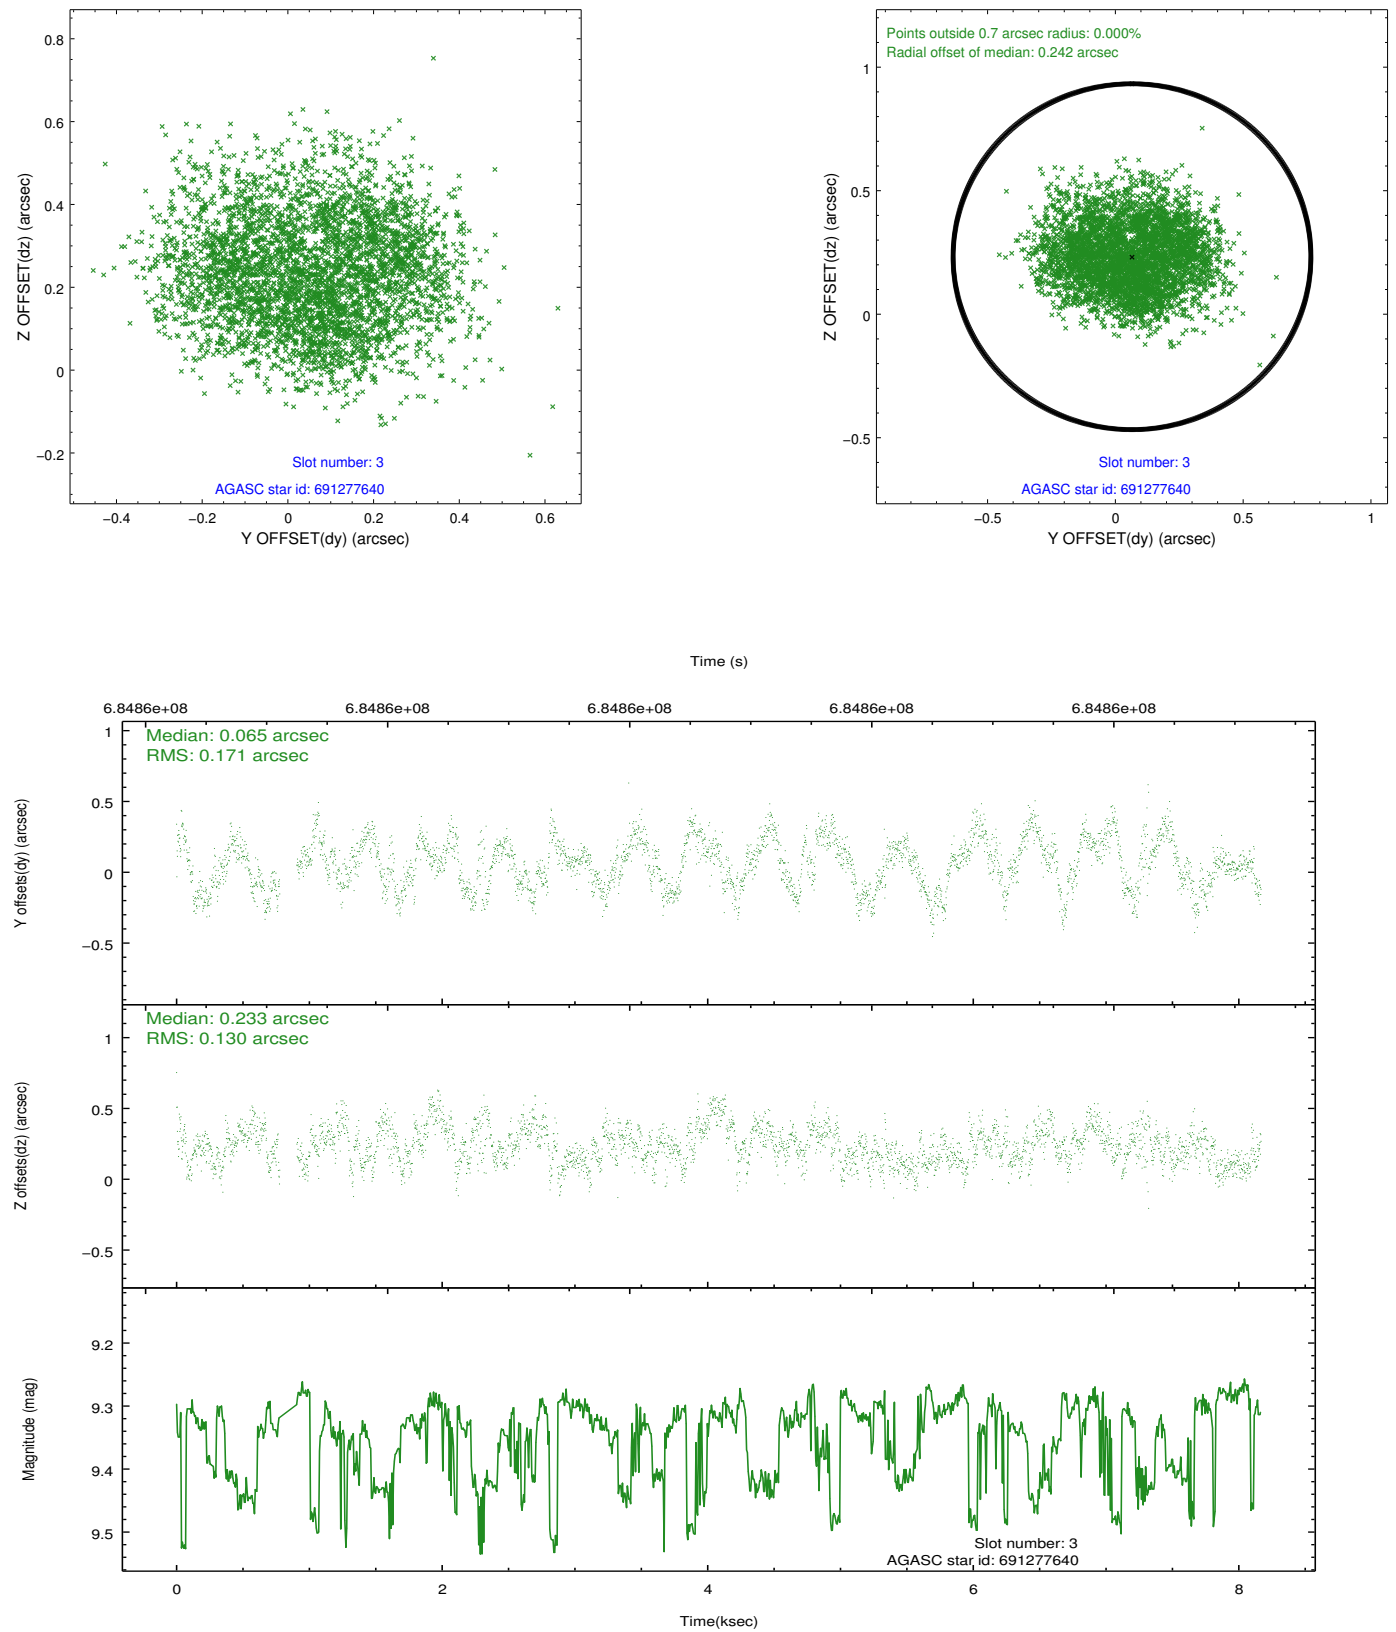 0.8
0.6
0.4
0.2
0
−0.2
−0.4
−0.2
0
0.2
0.4
0.6
Z OFFSET(dz) (arcsec)
Y OFFSET(dy) (arcsec)
Slot number: 3
AGASC star id: 691277640
Points outside 0.7 arcsec radius: 0.000%
Radial offset of median: 0.242 arcsec
1
0.5
0
−0.5
−0.5
0
0.5
1
Z OFFSET(dz) (arcsec)
Y OFFSET(dy) (arcsec)
Slot number: 3
AGASC star id: 691277640
Time (s)
6.8486e+08 6.8486e+08 6.8486e+08 6.8486e+08 6.8486e+08
Median: 0.065 arcsec
RMS: 0.171 arcsec
1
0.5
0
−0.5
Y offsets(dy) (arcsec)
Median: 0.233 arcsec
RMS: 0.130 arcsec
1
0.5
0
−0.5
Z offsets(dz) (arcsec)
9.2
9.3
9.4
9.5
Magnitude (mag)
Slot number: 3
AGASC star id: 691277640
0 2 4 6 8
Time(ksec)